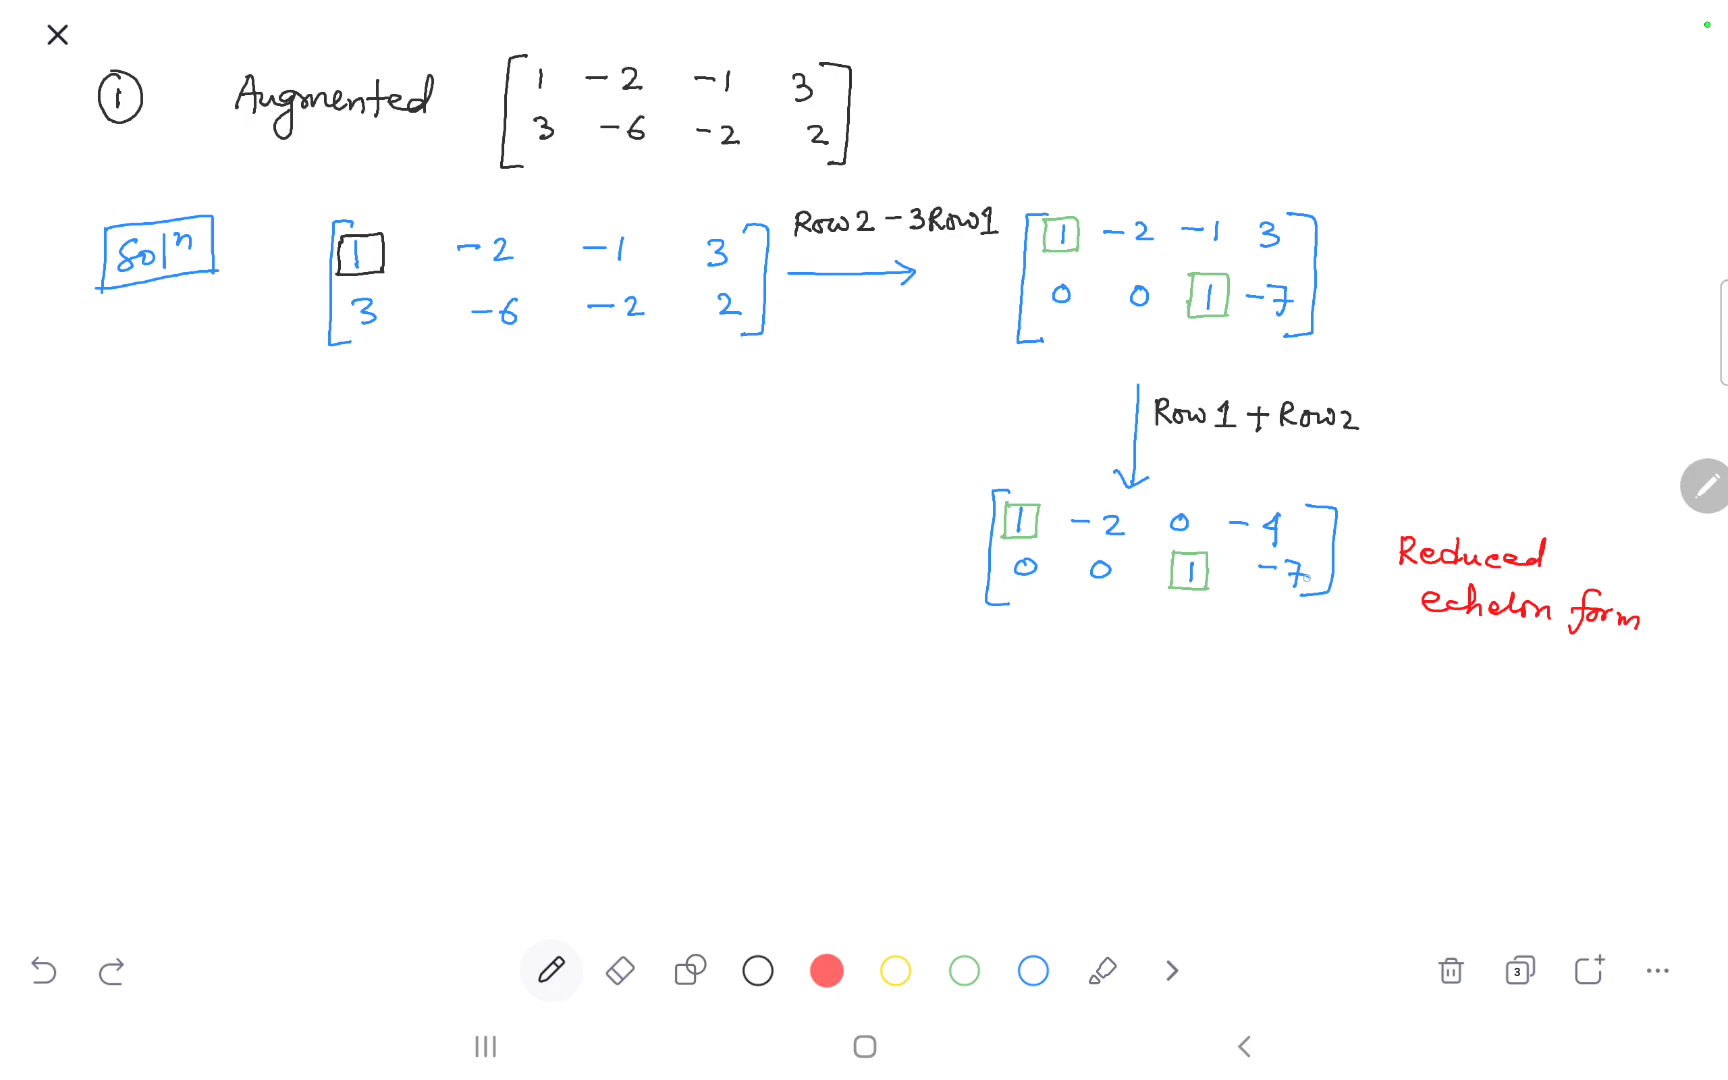 ① Augmented [1 -2 -1 3
3 -6 -2 2]
Solⁿ [1 -2 -1 3
3 -6 -2 2]
Row2 - 3Row1
[1 -2 -1 3
0 0 1 -7]
Row1 + Row2
[1 -2 0 -4
0 0 1 -7]
Reduced
echelon form
3